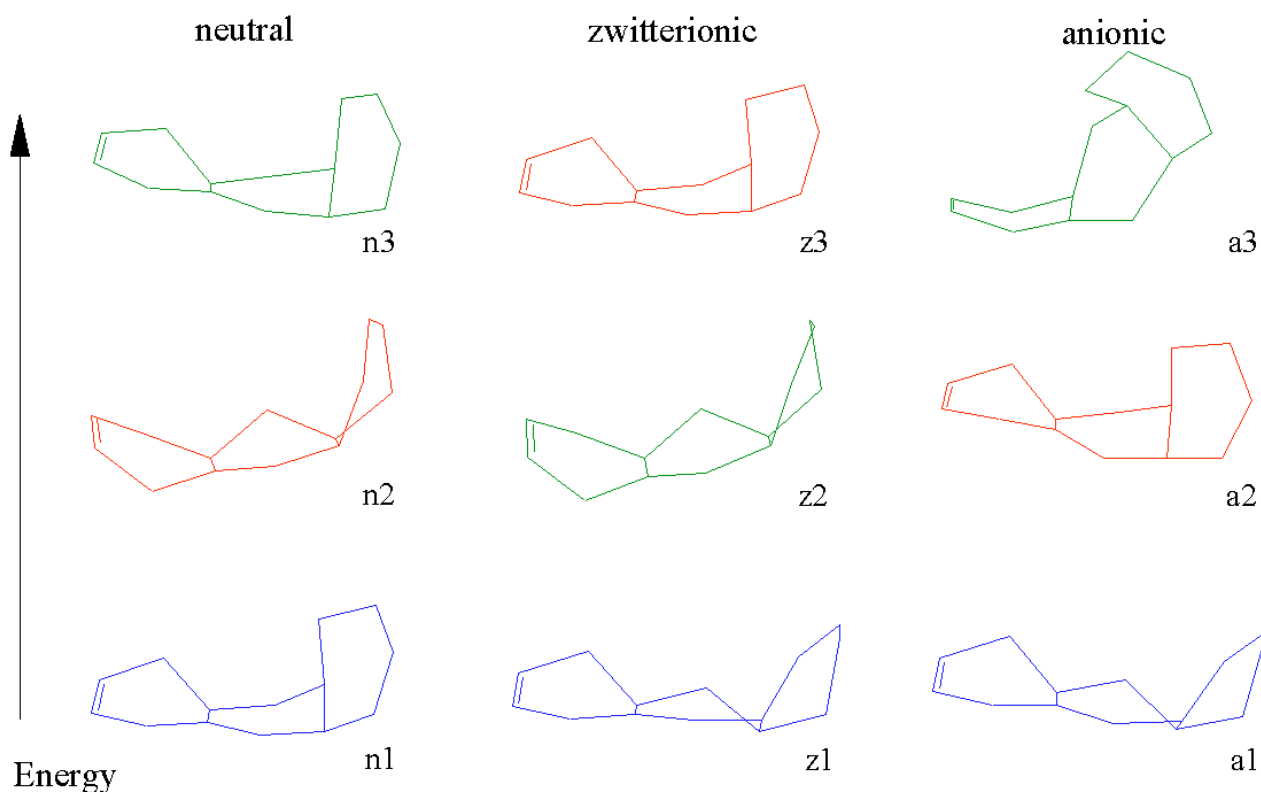 neutral zwitterionic anionic
n3 z3 a3
n2 z2 a2
n1 z1 a1
Energy